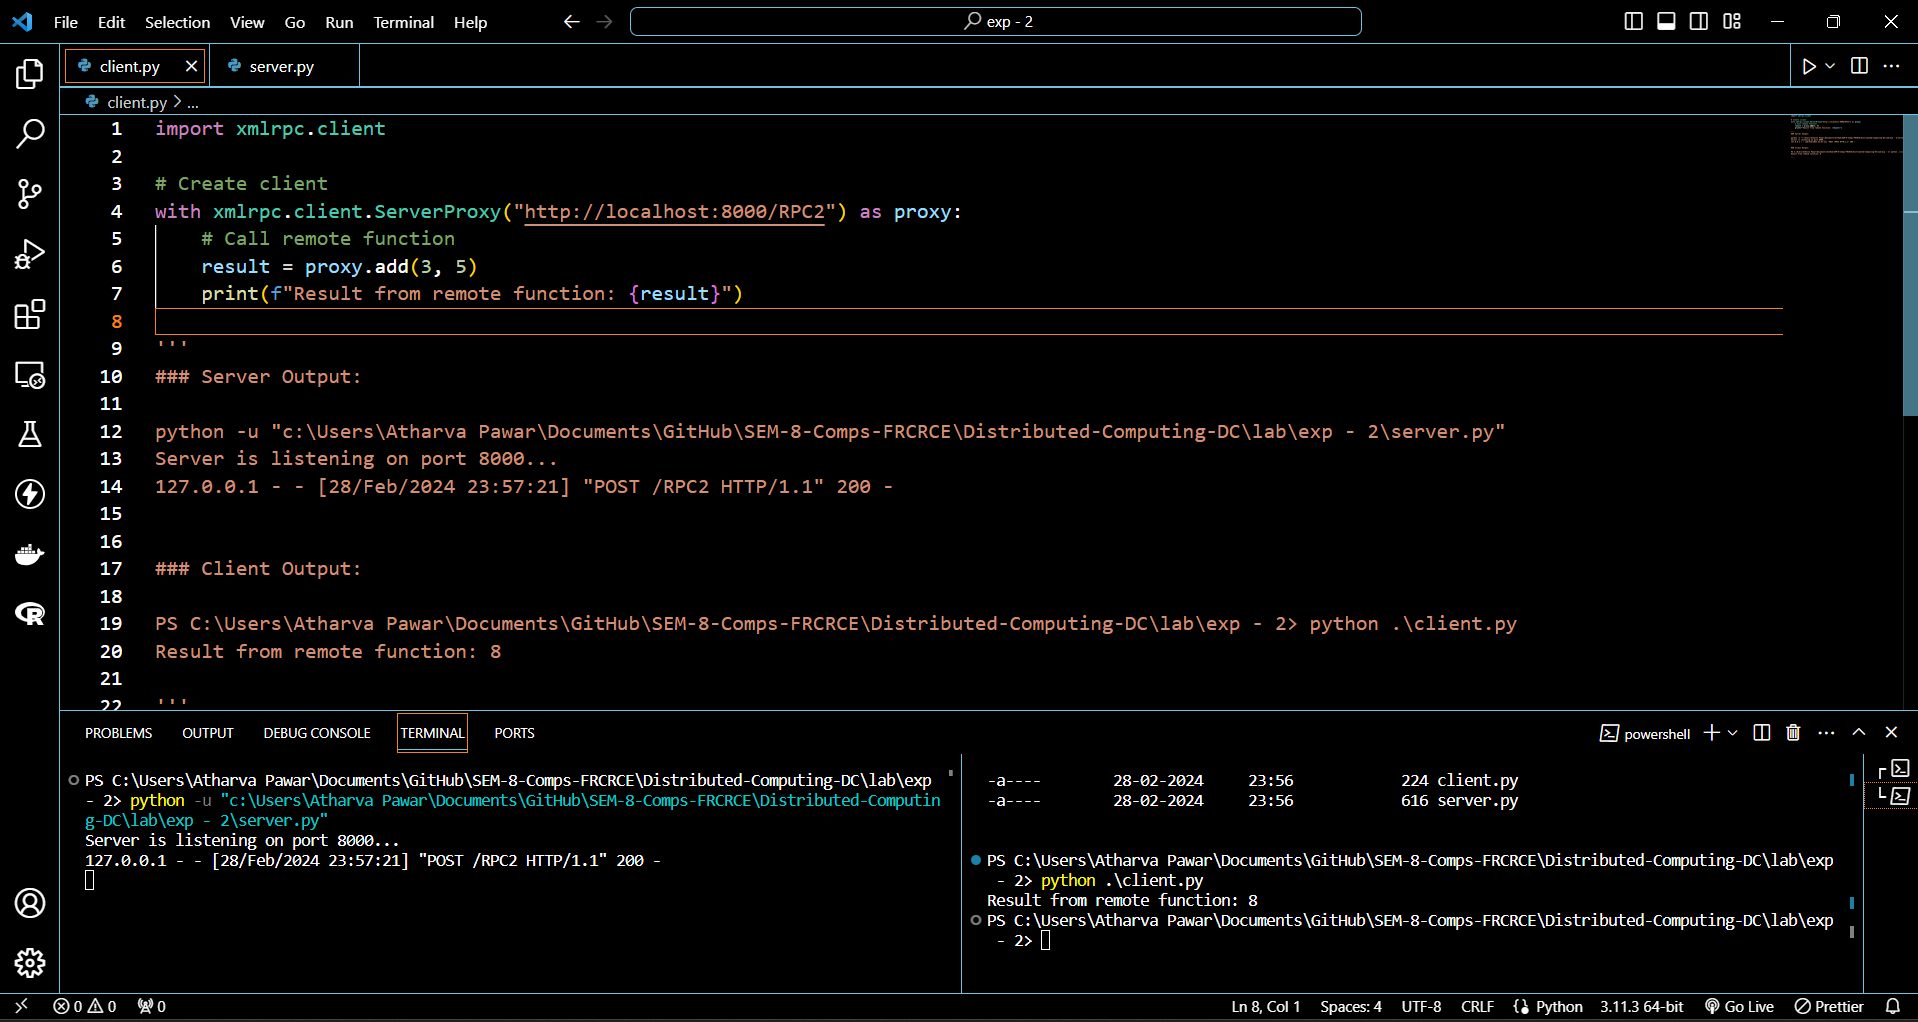 File Edit Selection View Go Run Terminal Help
exp - 2
client.py
server.py
client.py > ...
1 import xmlrpc.client
2
3 # Create client
4 with xmlrpc.client.ServerProxy("http://localhost:8000/RPC2") as proxy:
5 # Call remote function
6 result = proxy.add(3, 5)
7 print(f"Result from remote function: {result}")
8
9 '''
10 ### Server Output:
11
12 python -u "c:\Users\Atharva Pawar\Documents\GitHub\SEM-8-Comps-FRCRCE\Distributed-Computing-DC\lab\exp - 2\server.py"
13 Server is listening on port 8000...
14 127.0.0.1 - - [28/Feb/2024 23:57:21] "POST /RPC2 HTTP/1.1" 200 -
15
16
17 ### Client Output:
18
19 PS C:\Users\Atharva Pawar\Documents\GitHub\SEM-8-Comps-FRCRCE\Distributed-Computing-DC\lab\exp - 2> python .\client.py
20 Result from remote function: 8
21
22 '''
PROBLEMS OUTPUT DEBUG CONSOLE TERMINAL PORTS
powershell
PS C:\Users\Atharva Pawar\Documents\GitHub\SEM-8-Comps-FRCRCE\Distributed-Computing-DC\lab\exp
- 2> python -u "c:\Users\Atharva Pawar\Documents\GitHub\SEM-8-Comps-FRCRCE\Distributed-Computin
g-DC\lab\exp - 2\server.py"
Server is listening on port 8000...
127.0.0.1 - - [28/Feb/2024 23:57:21] "POST /RPC2 HTTP/1.1" 200 -
-a---- 28-02-2024 23:56 224 client.py
-a---- 28-02-2024 23:56 616 server.py
PS C:\Users\Atharva Pawar\Documents\GitHub\SEM-8-Comps-FRCRCE\Distributed-Computing-DC\lab\exp
- 2> python .\client.py
Result from remote function: 8
PS C:\Users\Atharva Pawar\Documents\GitHub\SEM-8-Comps-FRCRCE\Distributed-Computing-DC\lab\exp
- 2>
0 0 0
Ln 8, Col 1 Spaces: 4 UTF-8 CRLF Python 3.11.3 64-bit Go Live Prettier